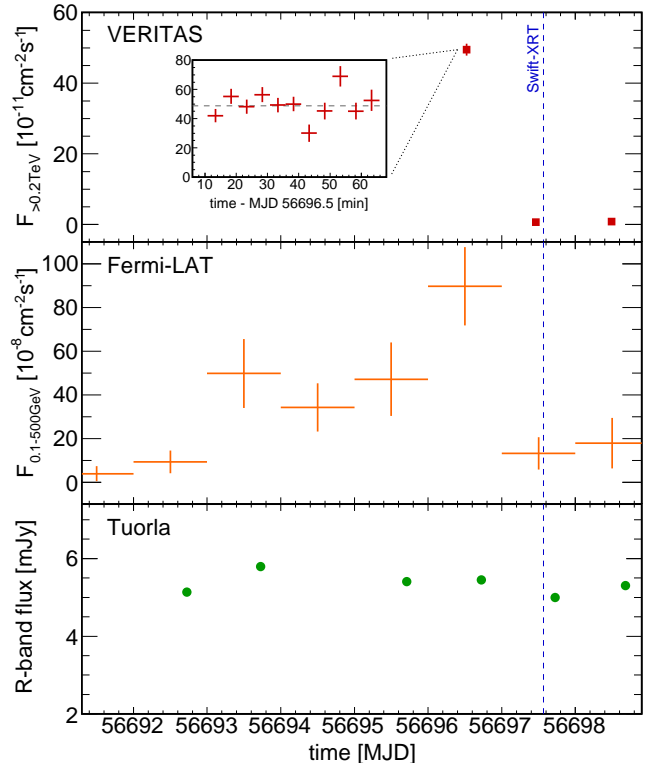 VERITAS
F>0.2TeV [10-11cm-2s-1]
60
40
20
0
80
60
40
20
0
10 20 30 40 50 60
time - MJD 56696.5 [min]
Swift-XRT
Fermi-LAT
F0.1-500GeV [10-8cm-2s-1]
100
80
60
40
20
0
Tuorla
R-band flux [mJy]
6
4
2
56692 56693 56694 56695 56696 56697 56698
time [MJD]